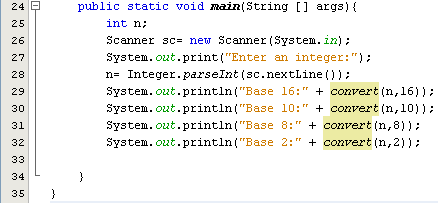 24 public static void main(String [] args){
25 int n;
26 Scanner sc= new Scanner(System.in);
27 System.out.print("Enter an integer:");
28 n= Integer.parseInt(sc.nextLine());
29 System.out.println("Base 16:" + convert(n,16));
30 System.out.println("Base 10:" + convert(n,10));
31 System.out.println("Base 8:" + convert(n,8));
32 System.out.println("Base 2:" + convert(n,2));
33
34 }
35 }